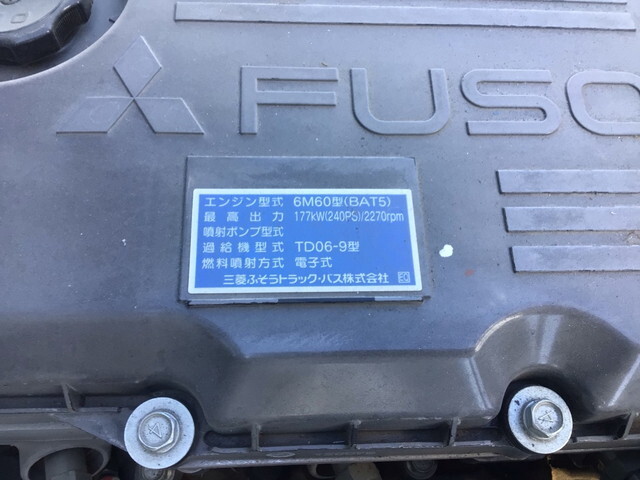 FUSO
エンジン型式 6M60型(BAT5)
最高出力 177kW(240PS)/2270rpm
噴射ポンプ型式
過給機型式 TD06-9型
燃料噴射方式 電子式
三菱ふそうトラック・バス株式会社